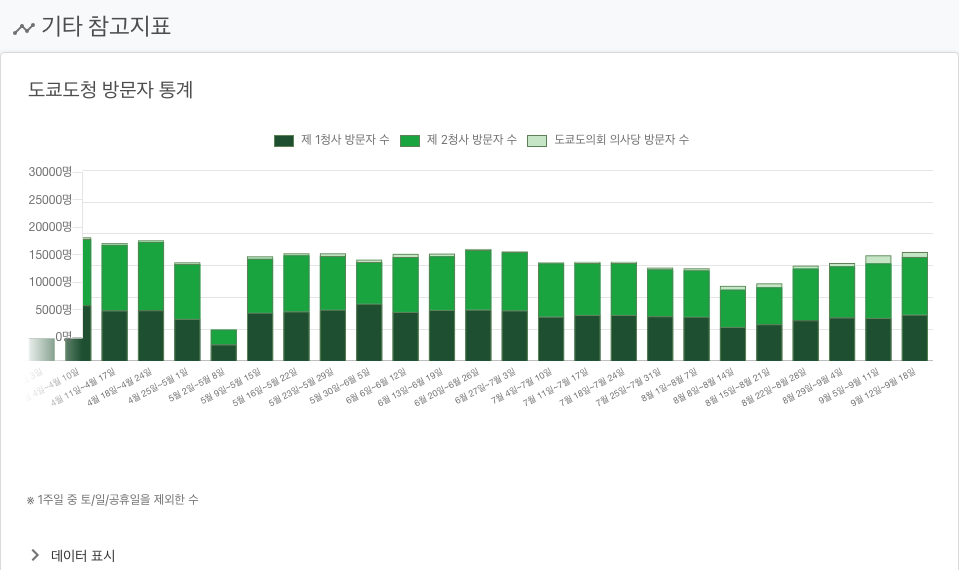 기타 참고지표
도쿄도청 방문자 통계
제 1청사 방문자 수 제 2청사 방문자 수 도쿄도의회 의사당 방문자 수
30000명
25000명
20000명
15000명
10000명
5000명
0명
4월 4일~4월 10일
4월 11일~4월 17일
4월 18일~4월 24일
4월 25일~5월 1일
5월 2일~5월 8일
5월 9일~5월 15일
5월 16일~5월 22일
5월 23일~5월 29일
5월 30일~6월 5일
6월 6일~6월 12일
6월 13일~6월 19일
6월 20일~6월 26일
6월 27일~7월 3일
7월 4일~7월 10일
7월 11일~7월 17일
7월 18일~7월 24일
7월 25일~7월 31일
8월 1일~8월 7일
8월 8일~8월 14일
8월 15일~8월 21일
8월 22일~8월 28일
8월 29일~9월 4일
9월 5일~9월 11일
9월 12일~9월 18일
※ 1주일 중 토/일/공휴일을 제외한 수
데이터 표시